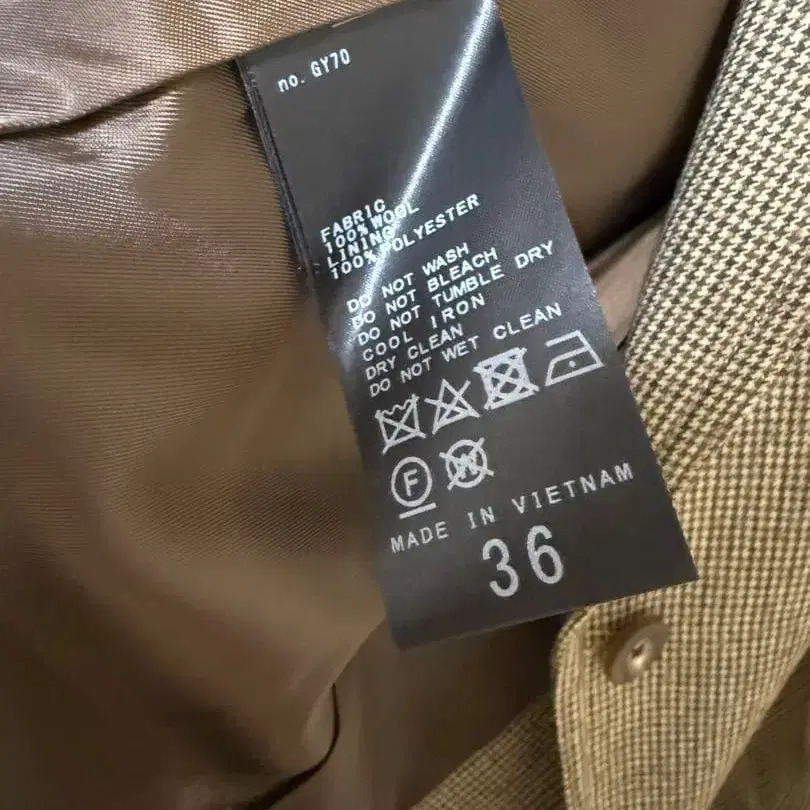 no. GY70
FABRIC
100% WOOL
LINING
100% POLYESTER
DO NOT WASH
DO NOT BLEACH
DO NOT TUMBLE DRY
COOL IRON
DRY CLEAN
DO NOT WET CLEAN
F W
MADE IN VIETNAM
36